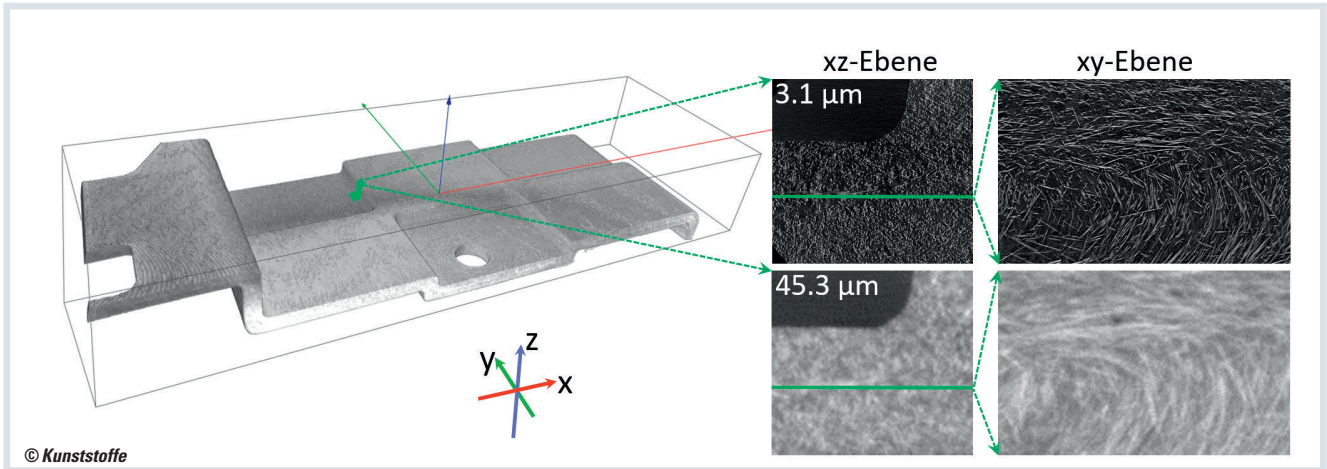 xz-Ebene
xy-Ebene
3.1 µm
45.3 µm
z
y
x
© Kunststoffe